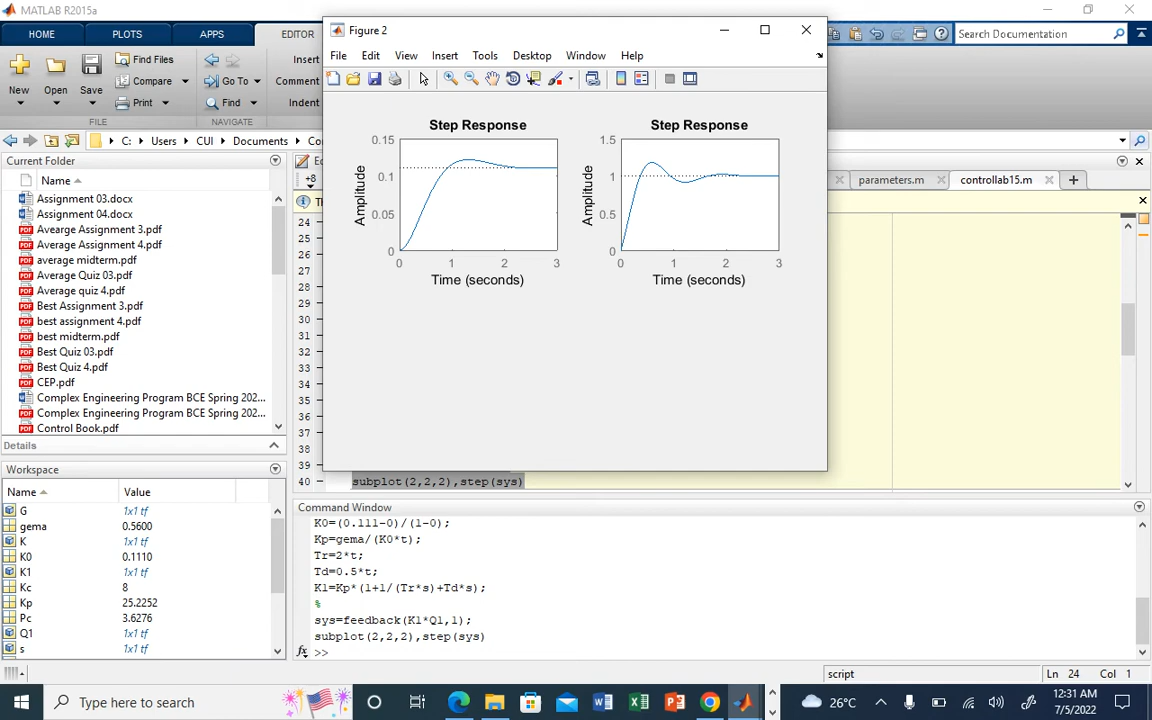 MATLAB R2015a
HOME PLOTS APPS EDITOR
Search Documentation
New Open Save Find Files Compare Print
Go To Find
Insert
Comment
Indent
FILE NAVIGATE
C: Users CUI Documents
Current Folder
Name
Assignment 03.docx
Assignment 04.docx
Avearge Assignment 3.pdf
Average Assignment 4.pdf
average midterm.pdf
Average Quiz 03.pdf
Average quiz 4.pdf
Best Assignment 3.pdf
best assignment 4.pdf
best midterm.pdf
Best Quiz 03.pdf
Best Quiz 4.pdf
CEP.pdf
Complex Engineering Program BCE Spring 202...
Complex Engineering Program BCE Spring 202...
Control Book.pdf
Details
Workspace
Name Value
G 1x1 tf
gema 0.5600
K 1x1 tf
K0 0.1110
K1 1x1 tf
Kc 8
Kp 25.2252
Pc 3.6276
Q1 1x1 tf
s 1x1 tf
Figure 2
File Edit View Insert Tools Desktop Window Help
Step Response
0.15
0.1
0.05
0
Amplitude
0 1 2 3
Time (seconds)
Step Response
1.5
1
0.5
0
Amplitude
0 1 2 3
Time (seconds)
parameters.m controllab15.m
+8
24
25
26
27
28
29
30
31
32
33
34
35
36
37
38
39
40 subplot(2,2,2),step(sys)
Command Window
K0=(0.111-0)/(1-0);
Kp=gema/(K0*t);
Tr=2*t;
Td=0.5*t;
K1=Kp*(1+1/(Tr*s)+Td*s);
%
sys=feedback(K1*Q1,1);
subplot(2,2,2),step(sys)
fx >>
script Ln 24 Col 1
Type here to search
26°C
12:31 AM
7/5/2022